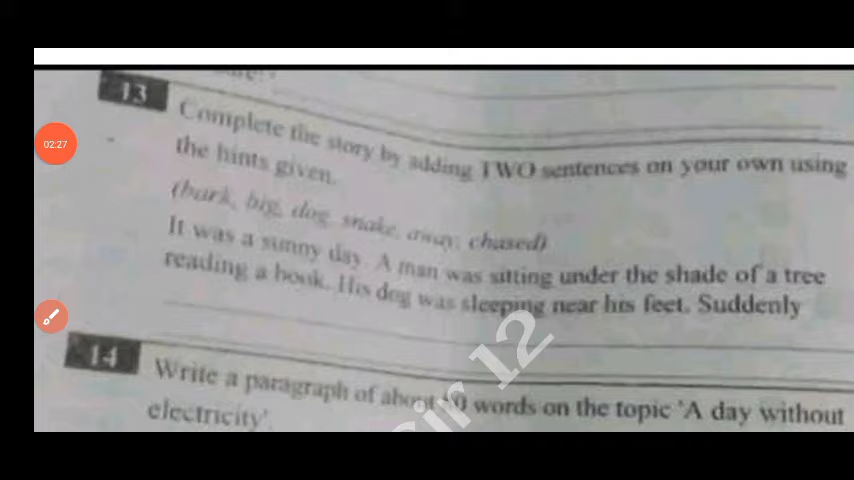 13
Complete the story by adding TWO sentences on your own using
the hints given.
(bark, big, dog, snake, away, chased)
It was a sunny day. A man was sitting under the shade of a tree
reading a book. His dog was sleeping near his feet. Suddenly
14
Write a paragraph of about words on the topic 'A day without
electricity'.
Sir 12
02:27